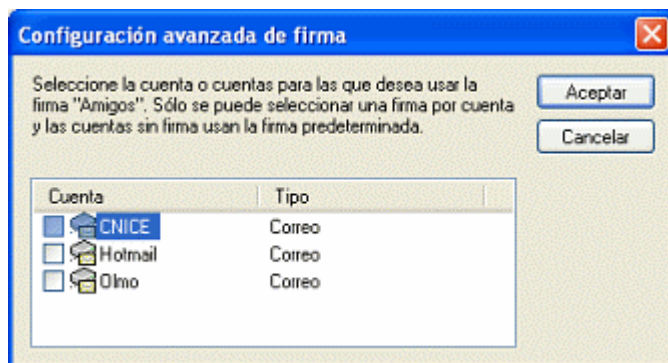 Configuración avanzada de firma
Seleccione la cuenta o cuentas para las que desea usar la
firma "Amigos". Sólo se puede seleccionar una firma por cuenta
y las cuentas sin firma usan la firma predeterminada.
Aceptar
Cancelar
Cuenta Tipo
CNICE Correo
Hotmail Correo
Olmo Correo